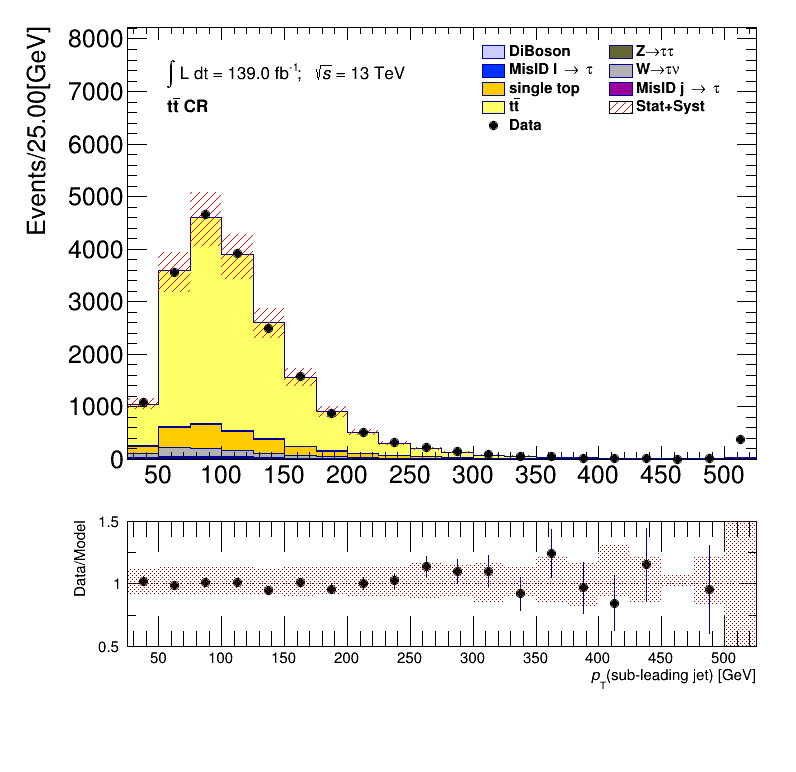 Events/25.00[GeV]
8000
7000
6000
5000
4000
3000
2000
1000
0
∫ L dt = 139.0 fb⁻¹; √s = 13 TeV
tt̄ CR
DiBoson
MisID l → τ
single top
tt̄
Data
Z→ττ
W→τν
MisID j → τ
Stat+Syst
50 100 150 200 250 300 350 400 450 500
Data/Model
1.5
1
0.5
50 100 150 200 250 300 350 400 450 500
p_T(sub-leading jet) [GeV]